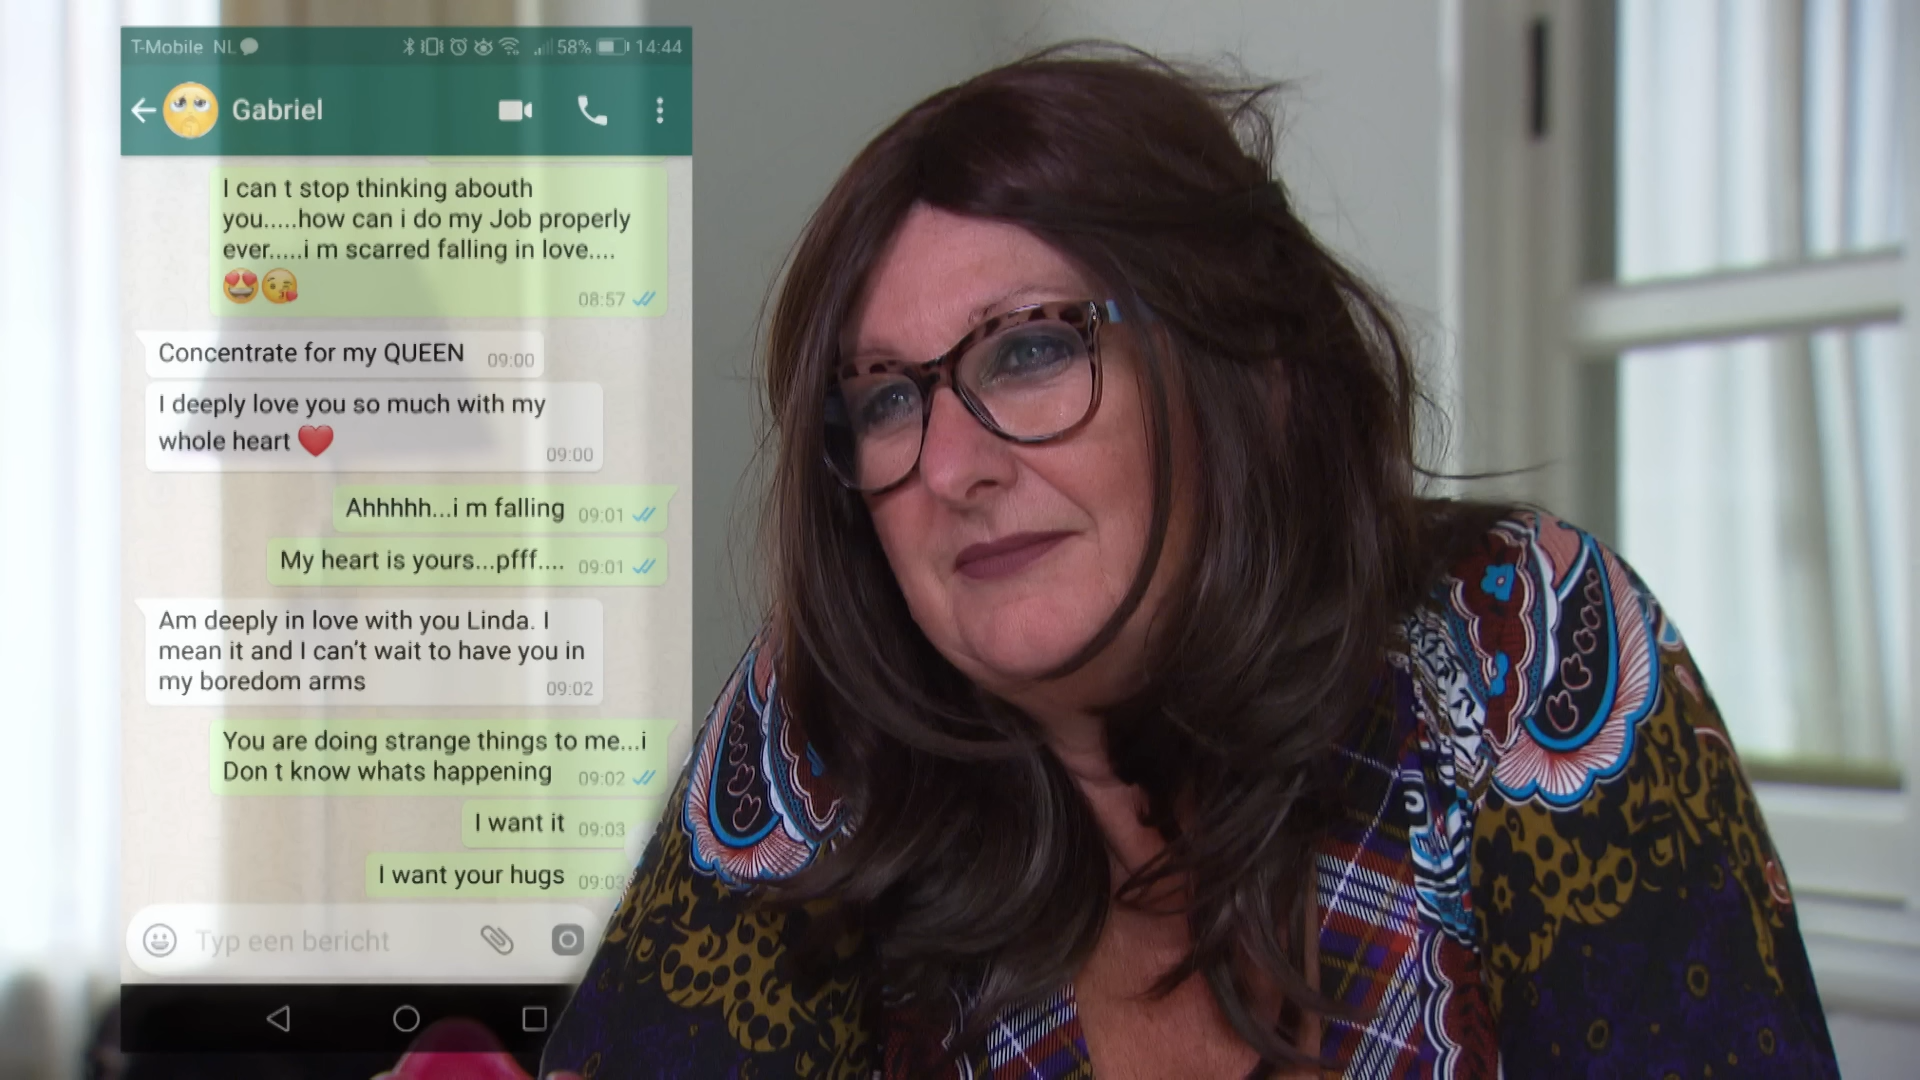 T-Mobile NL 58% 14:44
Gabriel
I can t stop thinking abouth
you.....how can i do my Job properly
ever.....i m scarred falling in love....
08:57
Concentrate for my QUEEN 09:00
I deeply love you so much with my
whole heart
09:00
Ahhhhh...i m falling 09:01
My heart is yours...pfff.... 09:01
Am deeply in love with you Linda. I
mean it and I can't wait to have you in
my boredom arms
09:02
You are doing strange things to me...i
Don t know whats happening 09:02
I want it 09:03
I want your hugs 09:03
Typ een bericht